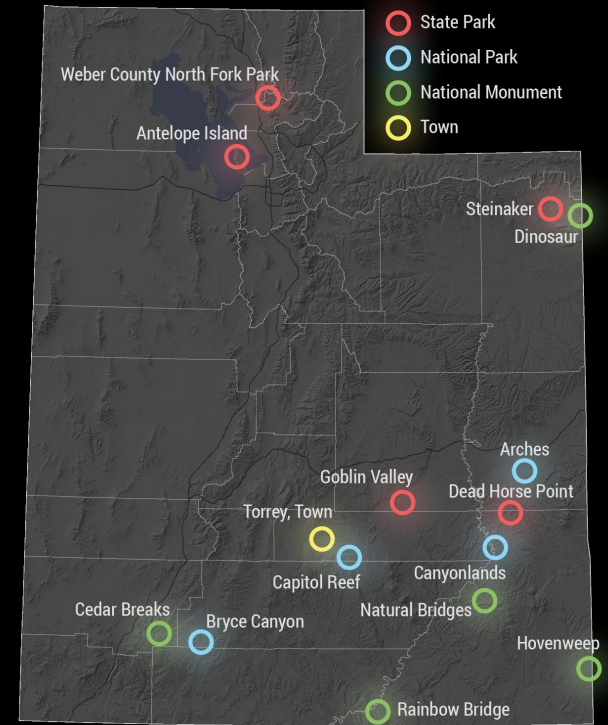 State Park
National Park
National Monument
Town
Weber County North Fork Park
Antelope Island
Steinaker
Dinosaur
Arches
Goblin Valley
Dead Horse Point
Torrey, Town
Capitol Reef
Canyonlands
Cedar Breaks
Natural Bridges
Bryce Canyon
Hovenweep
Rainbow Bridge